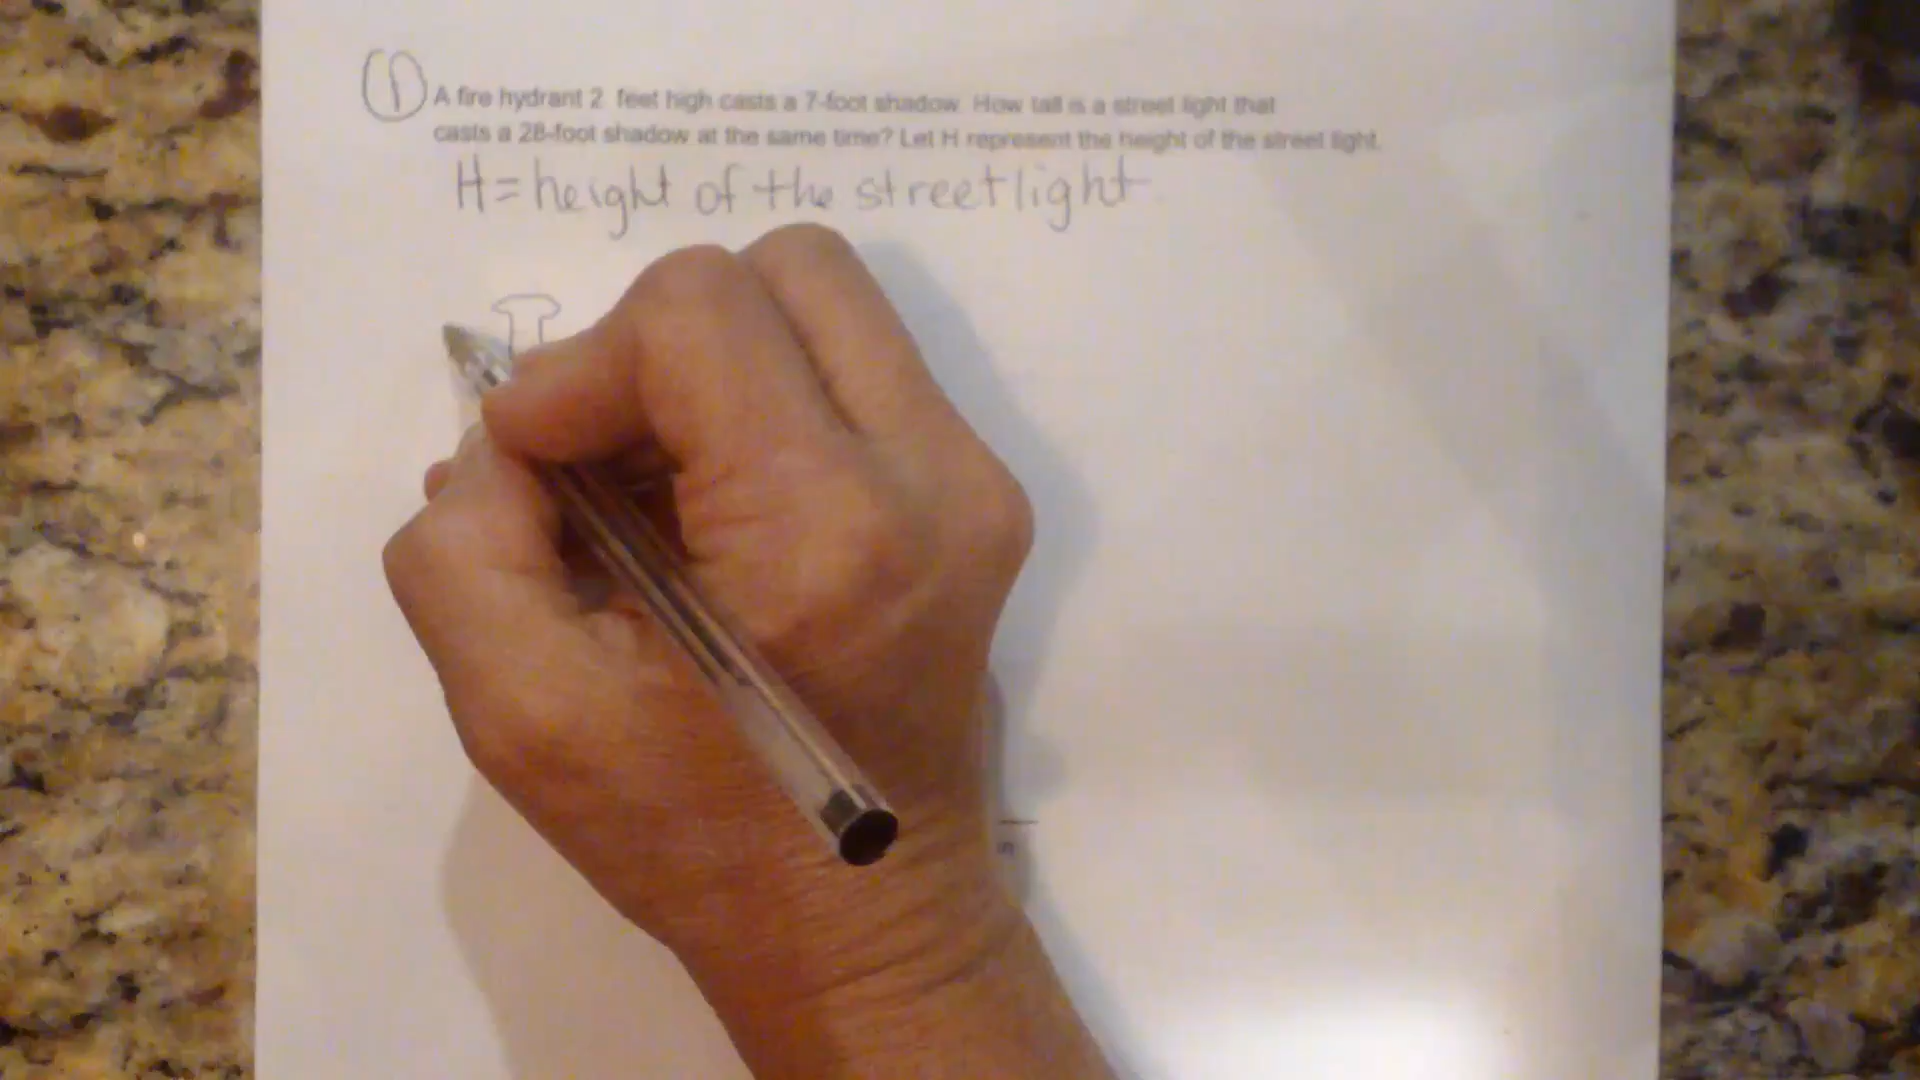 1
A fire hydrant 2 feet high casts a 7-foot shadow. How tall is a street light that
casts a 28-foot shadow at the same time? Let H represent the height of the street light.
H = height of the streetlight
in